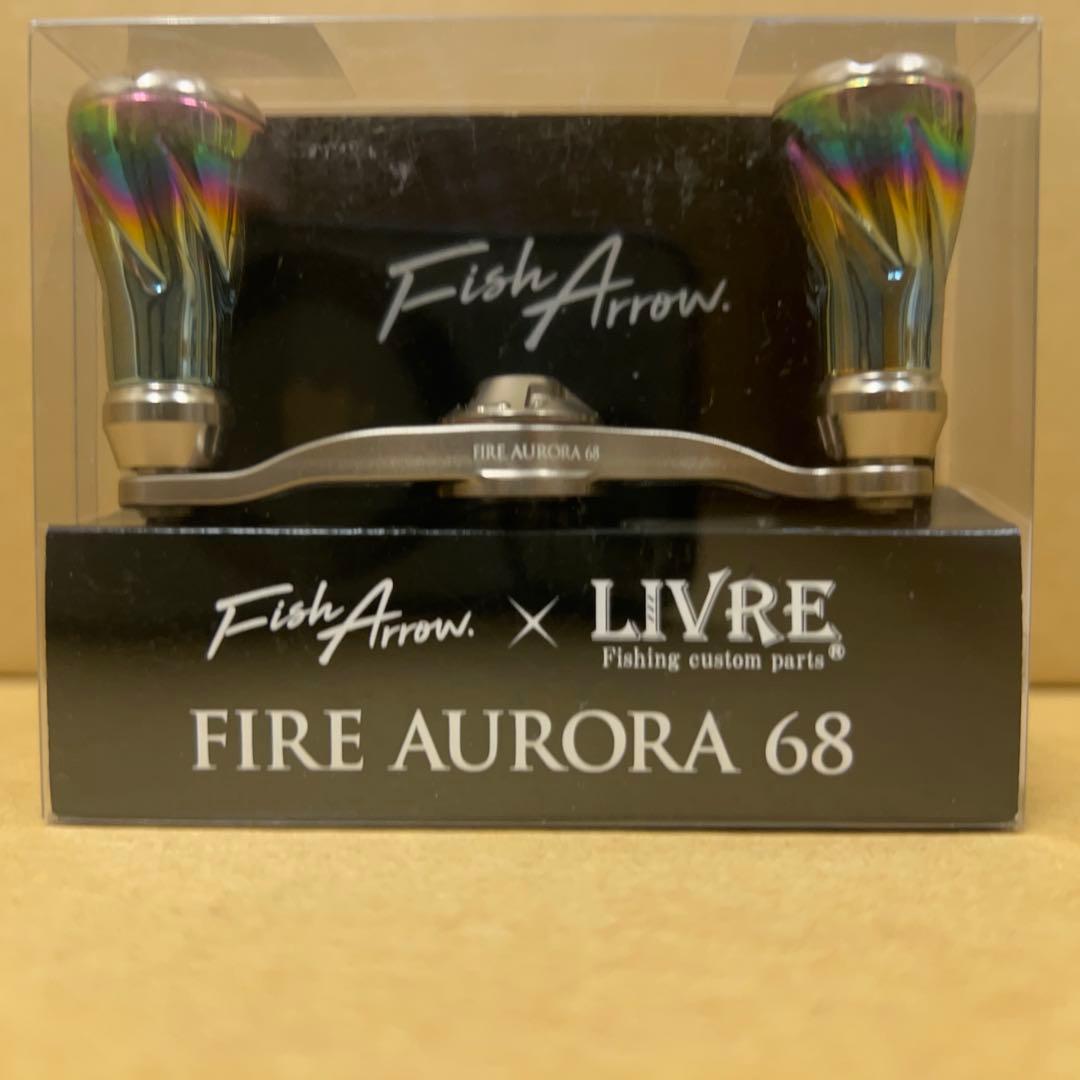 Fish Arrow.
FIRE AURORA 68
Fish Arrow. × LIVRE
Fishing custom parts®
FIRE AURORA 68